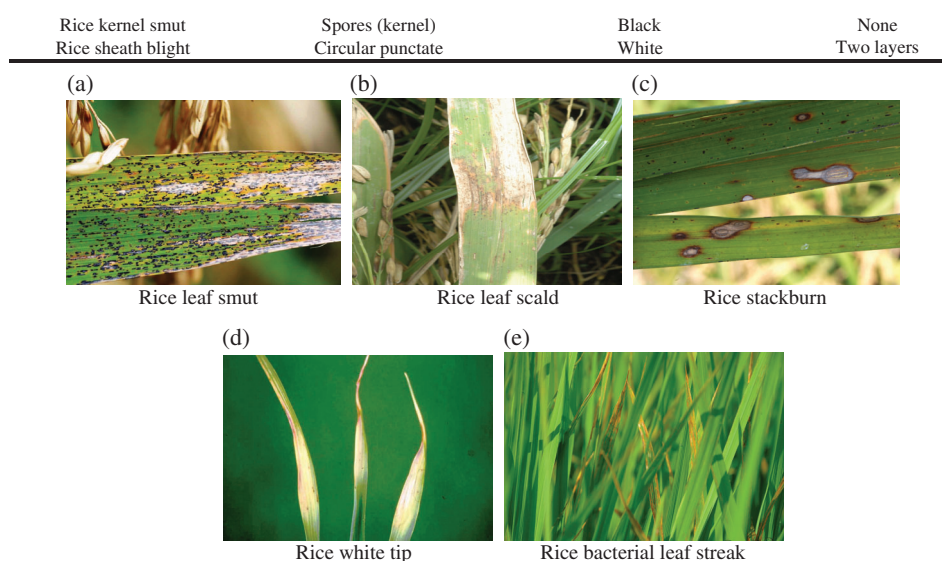 Rice kernel smut Spores (kernel) Black None
Rice sheath blight Circular punctate White Two layers
(a) (b) (c)
Rice leaf smut Rice leaf scald Rice stackburn
(d) (e)
Rice white tip Rice bacterial leaf streak